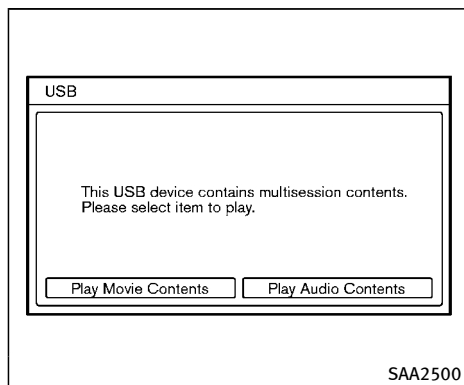 USB
This USB device contains multisession contents.
Please select item to play.
Play Movie Contents
Play Audio Contents
SAA2500